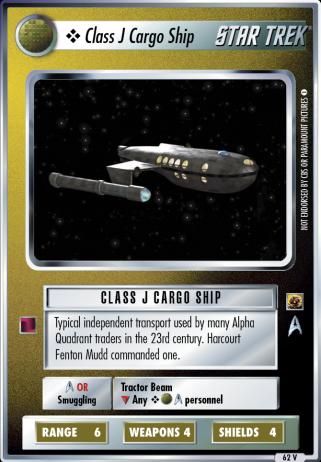 ❖ Class J Cargo Ship STAR TREK
NOT ENDORSED BY CBS OR PARAMOUNT PICTURES
CLASS J CARGO SHIP
Typical independent transport used by many Alpha
Quadrant traders in the 23rd century. Harcourt
Fenton Mudd commanded one.
OR
Smuggling
Tractor Beam
Any ❖ personnel
RANGE 6 WEAPONS 4 SHIELDS 4
62 V